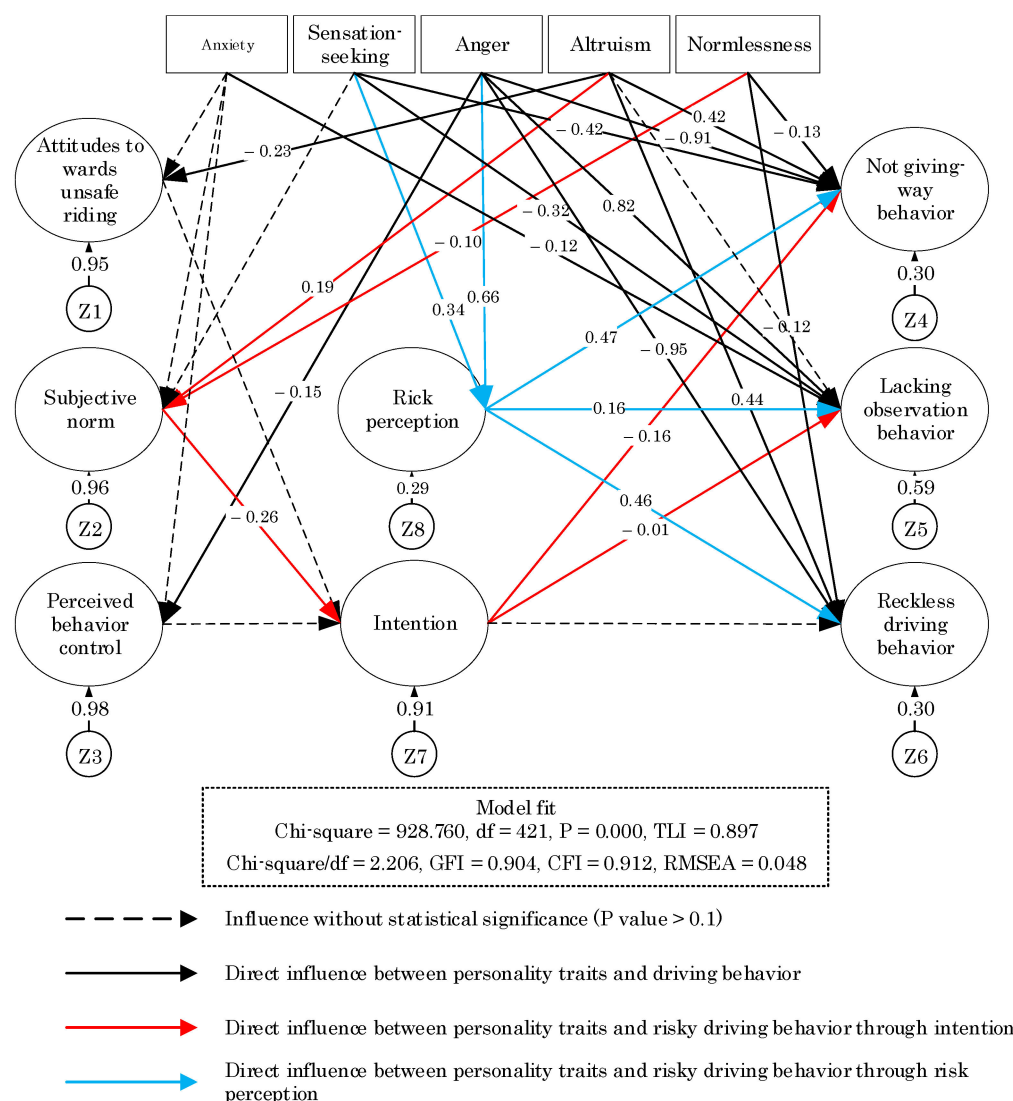 Anxiety
Sensation-
seeking
Anger
Altruism
Normlessness
Attitudes to
wards
unsafe
riding
Not giving-
way
behavior
0.42
– 0.42
– 0.91
– 0.13
– 0.23
0.82
– 0.32
– 0.10
– 0.12
0.95
0.30
Z1
Z4
0.19
0.66
0.34
0.47
– 0.12
– 0.95
Subjective
norm
Rick
perception
Lacking
observation
behavior
– 0.15
0.16
0.44
– 0.16
0.96
0.29
0.59
0.46
– 0.26
– 0.01
Z2
Z8
Z5
Perceived
behavior
control
Intention
Reckless
driving
behavior
0.98
0.91
0.30
Z3
Z7
Z6
Model fit
Chi-square = 928.760, df = 421, P = 0.000, TLI = 0.897
Chi-square/df = 2.206, GFI = 0.904, CFI = 0.912, RMSEA = 0.048
Influence without statistical significance (P value > 0.1)
Direct influence between personality traits and driving behavior
Direct influence between personality traits and risky driving behavior through intention
Direct influence between personality traits and risky driving behavior through risk
perception